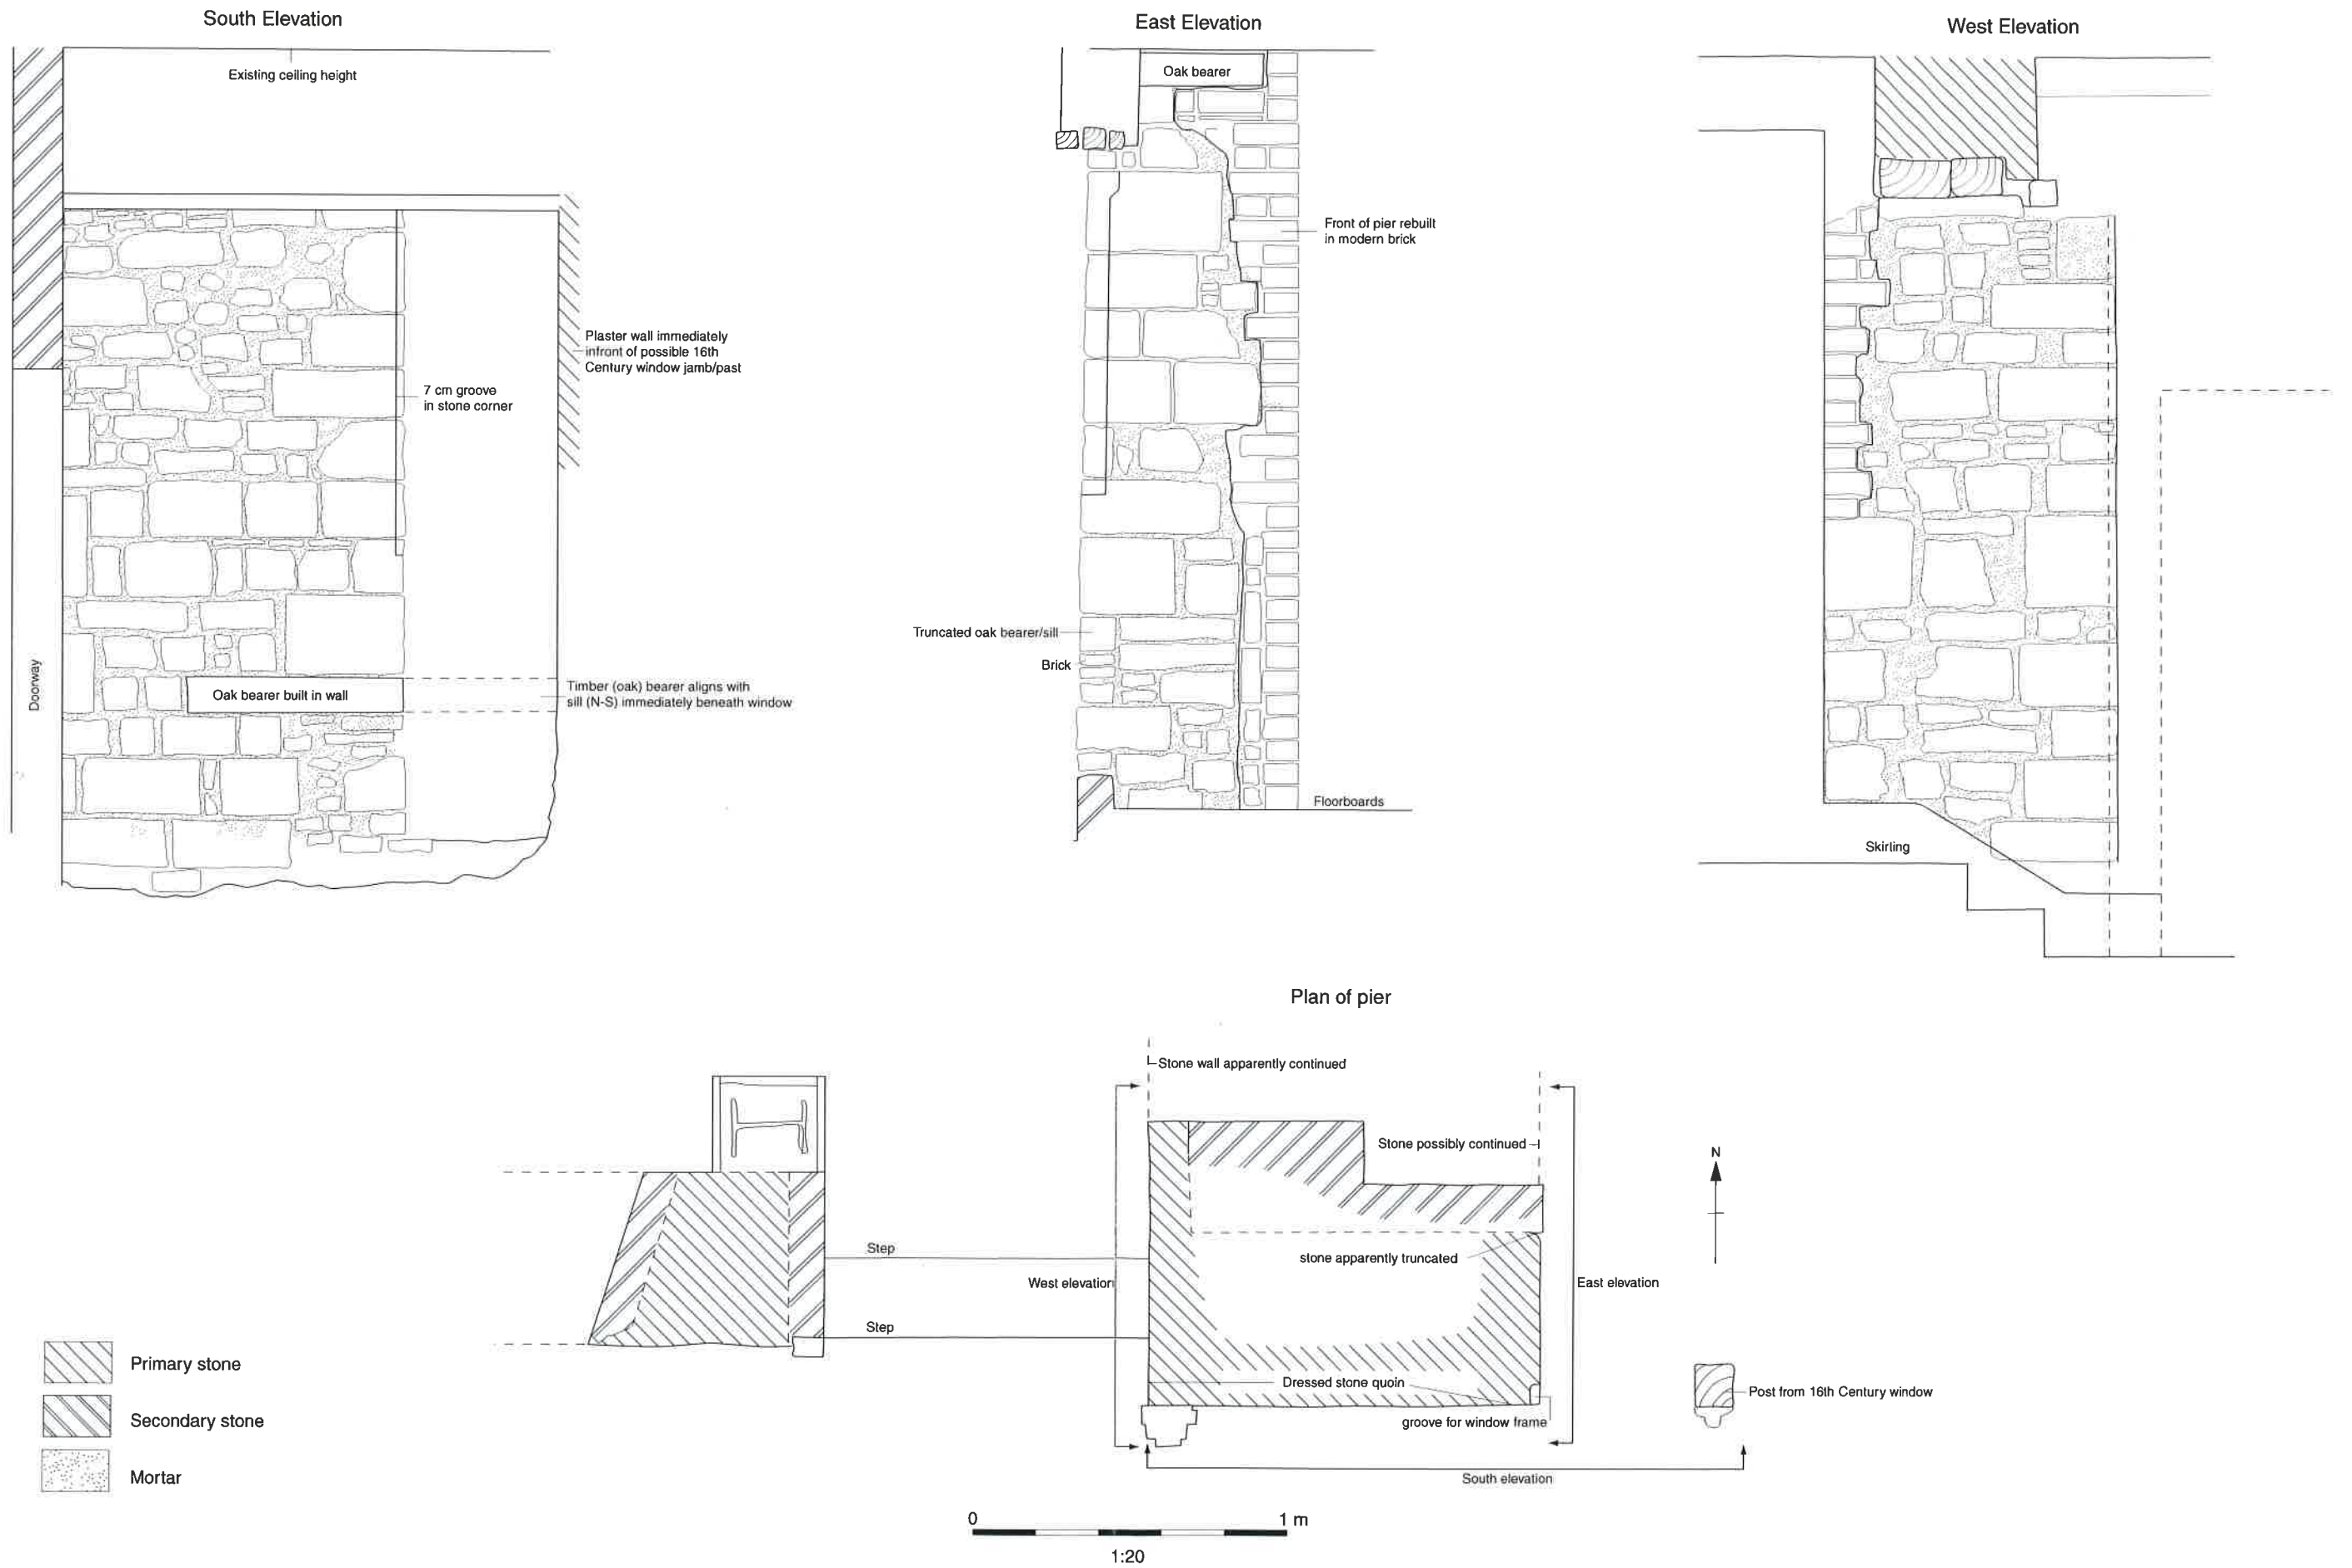 South Elevation
Existing ceiling height
Plaster wall immediately
infront of possible 16th
Century window jamb/past
7 cm groove
in stone corner
Doorway
Oak bearer built in wall
Timber (oak) bearer aligns with
sill (N-S) immediately beneath window
East Elevation
Oak bearer
Front of pier rebuilt
in modern brick
Truncated oak bearer/sill
Brick
Floorboards
West Elevation
Skirling
Plan of pier
Stone wall apparently continued
Stone possibly continued
stone apparently truncated
Step
West elevation
East elevation
Step
Dressed stone quoin
groove for window frame
South elevation
N
Post from 16th Century window
Primary stone
Secondary stone
Mortar
0 1 m
1:20